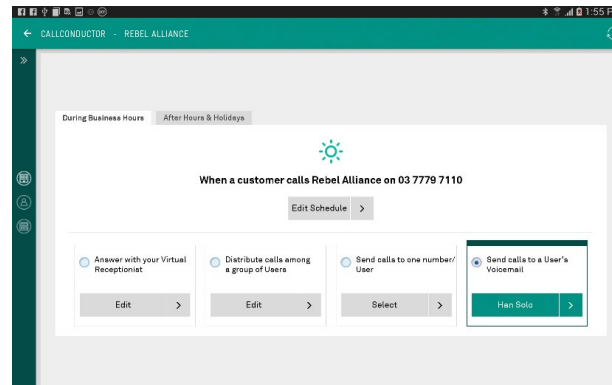 1:55 P
CALLCONDUCTOR - REBEL ALLIANCE
During Business Hours
After Hours & Holidays
When a customer calls Rebel Alliance on 03 7779 7110
Edit Schedule
Answer with your Virtual
Receptionist
Edit
Distribute calls among
a group of Users
Edit
Send calls to one number/
User
Select
Send calls to a User's
Voicemail
Han Solo